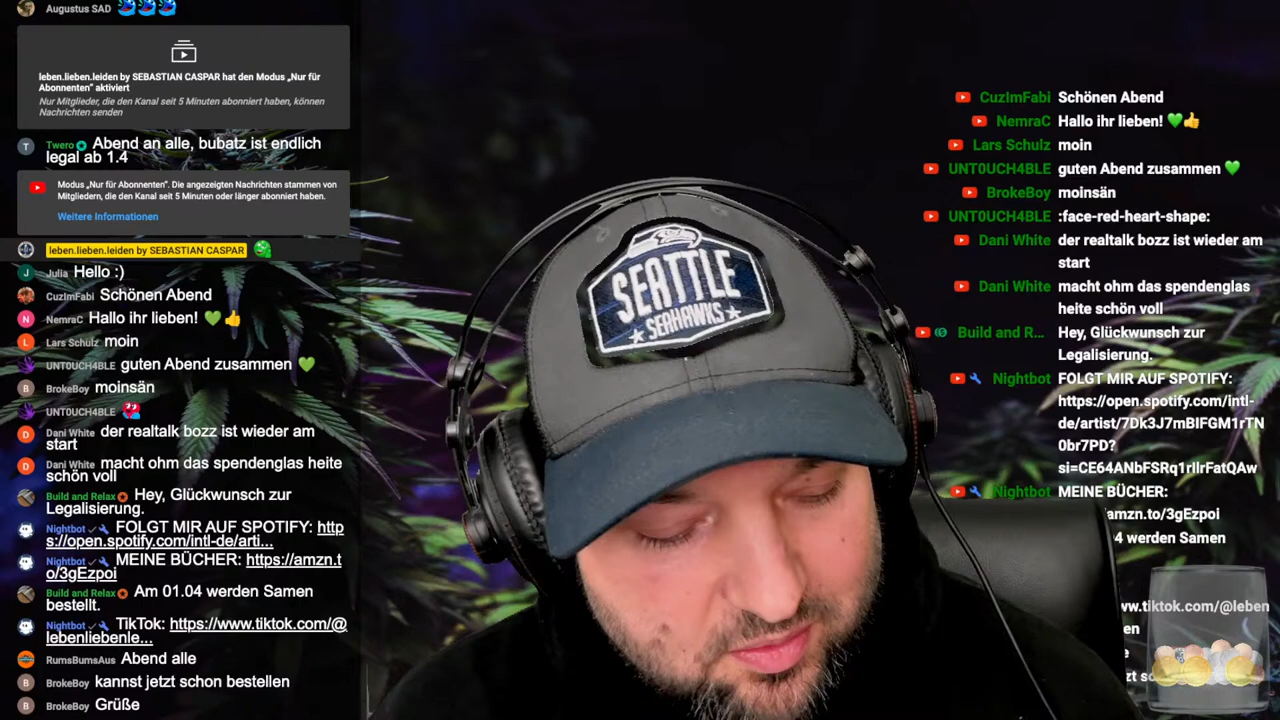 Augustus SAD
leben.lieben.leiden by SEBASTIAN CASPAR hat den Modus „Nur für
Abonnenten" aktiviert
Nur Mitglieder, die den Kanal seit 5 Minuten abonniert haben, können
Nachrichten senden
T Twero Abend an alle, bubatz ist endlich
legal ab 1.4
Modus „Nur für Abonnenten". Die angezeigten Nachrichten stammen von
Mitgliedern, die den Kanal seit 5 Minuten oder länger abonniert haben.
Weitere Informationen
leben.lieben.leiden by SEBASTIAN CASPAR
J Julia Hello :)
CuzImFabi Schönen Abend
N NemraC Hallo ihr lieben! 💚👍
L Lars Schulz moin
UNT0UCH4BLE guten Abend zusammen 💚
B BrokeBoy moinsän
UNT0UCH4BLE
D Dani White der realtalk bozz ist wieder am
start
D Dani White macht ohm das spendenglas heite
schön voll
Build and Relax Hey, Glückwunsch zur
Legalisierung.
Nightbot FOLGT MIR AUF SPOTIFY: http
s://open.spotify.com/intl-de/arti...
Nightbot MEINE BÜCHER: https://amzn.t
o/3gEzpoi
Build and Relax Am 01.04 werden Samen
bestellt.
Nightbot TikTok: https://www.tiktok.com/@
lebenliebenle...
RumsBumsAus Abend alle
B BrokeBoy kannst jetzt schon bestellen
B BrokeBoy Grüße
SEATTLE
SEAHAWKS
CuzImFabi Schönen Abend
NemraC Hallo ihr lieben! 💚👍
Lars Schulz moin
UNT0UCH4BLE guten Abend zusammen 💚
BrokeBoy moinsän
UNT0UCH4BLE :face-red-heart-shape:
Dani White der realtalk bozz ist wieder am
start
Dani White macht ohm das spendenglas
heite schön voll
Build and R... Hey, Glückwunsch zur
Legalisierung.
Nightbot FOLGT MIR AUF SPOTIFY:
https://open.spotify.com/intl-
de/artist/7Dk3J7mBIFGM1rTN
0br7PD?
si=CE64ANbFSRq1rIlrFatQAw
Nightbot MEINE BÜCHER:
amzn.to/3gEzpoi
4 werden Samen
ww.tiktok.com/@leben
en
e
zt s